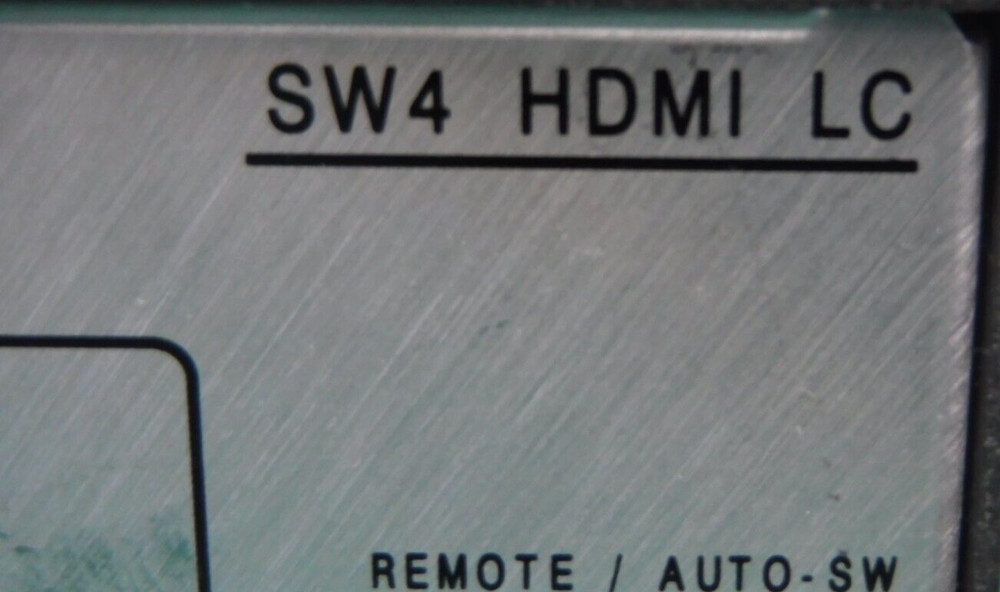 SW4 HDMI LC
REMOTE / AUTO-SW